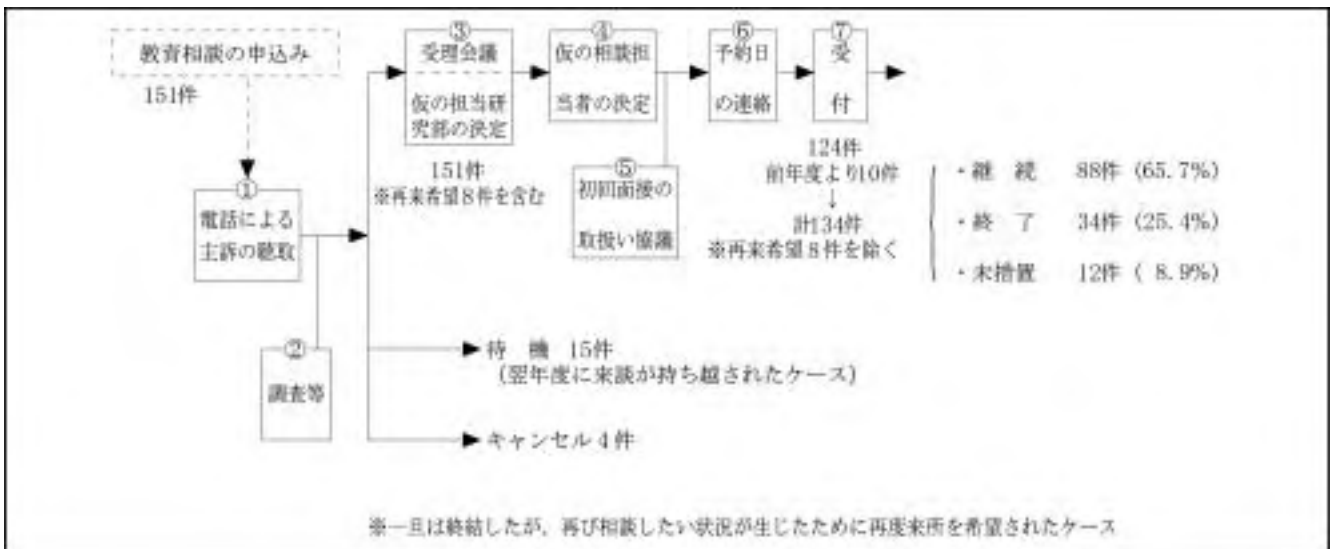 教育相談の申込み
151件
①
電話による
主訴の聴取
②
調査等
③
受理会議
仮の担当研
究部の決定
151件
※再来希望8件を含む
④
仮の相談担
当者の決定
⑤
初回面接の
取扱い協議
⑥
予約日
の連絡
⑦
受
付
124件
前年度より10件
↓
計134件
※再来希望8件を除く
・継 続 88件 (65.7%)
・終 了 34件 (25.4%)
・未措置 12件 ( 8.9%)
待 機 15件
(翌年度に来談が持ち越されたケース)
キャンセル4件
※一旦は終結したが、再び相談したい状況が生じたために再度来所を希望されたケース